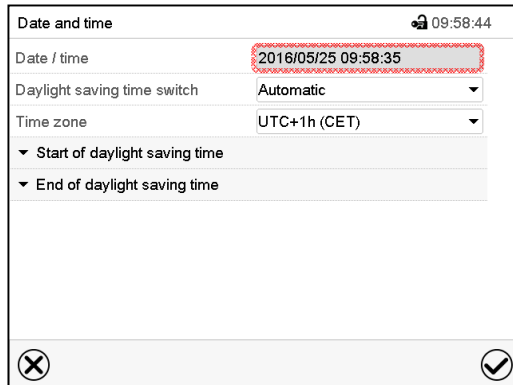 Date and time 09:58:44
Date / time 2016/05/25 09:58:35
Daylight saving time switch Automatic
Time zone UTC+1h (CET)
Start of daylight saving time
End of daylight saving time